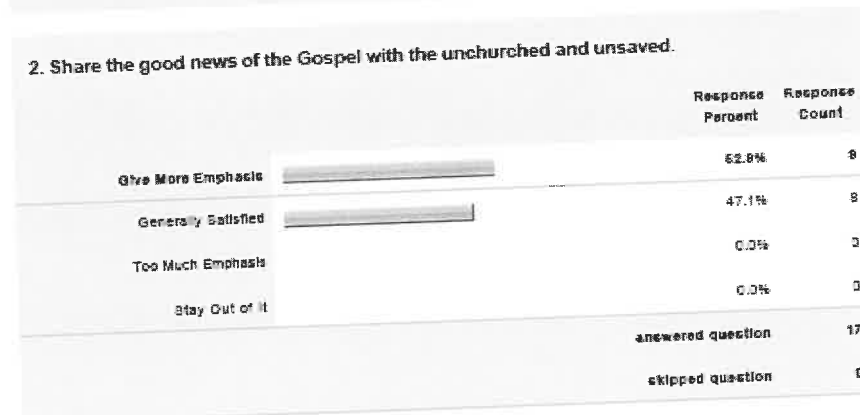 2. Share the good news of the Gospel with the unchurched and unsaved.
Response Percent Response Count
Give More Emphasis 52.9% 9
Generally Satisfied 47.1% 8
Too Much Emphasis 0.0% 0
Stay Out of It 0.0% 0
answered question 17
skipped question